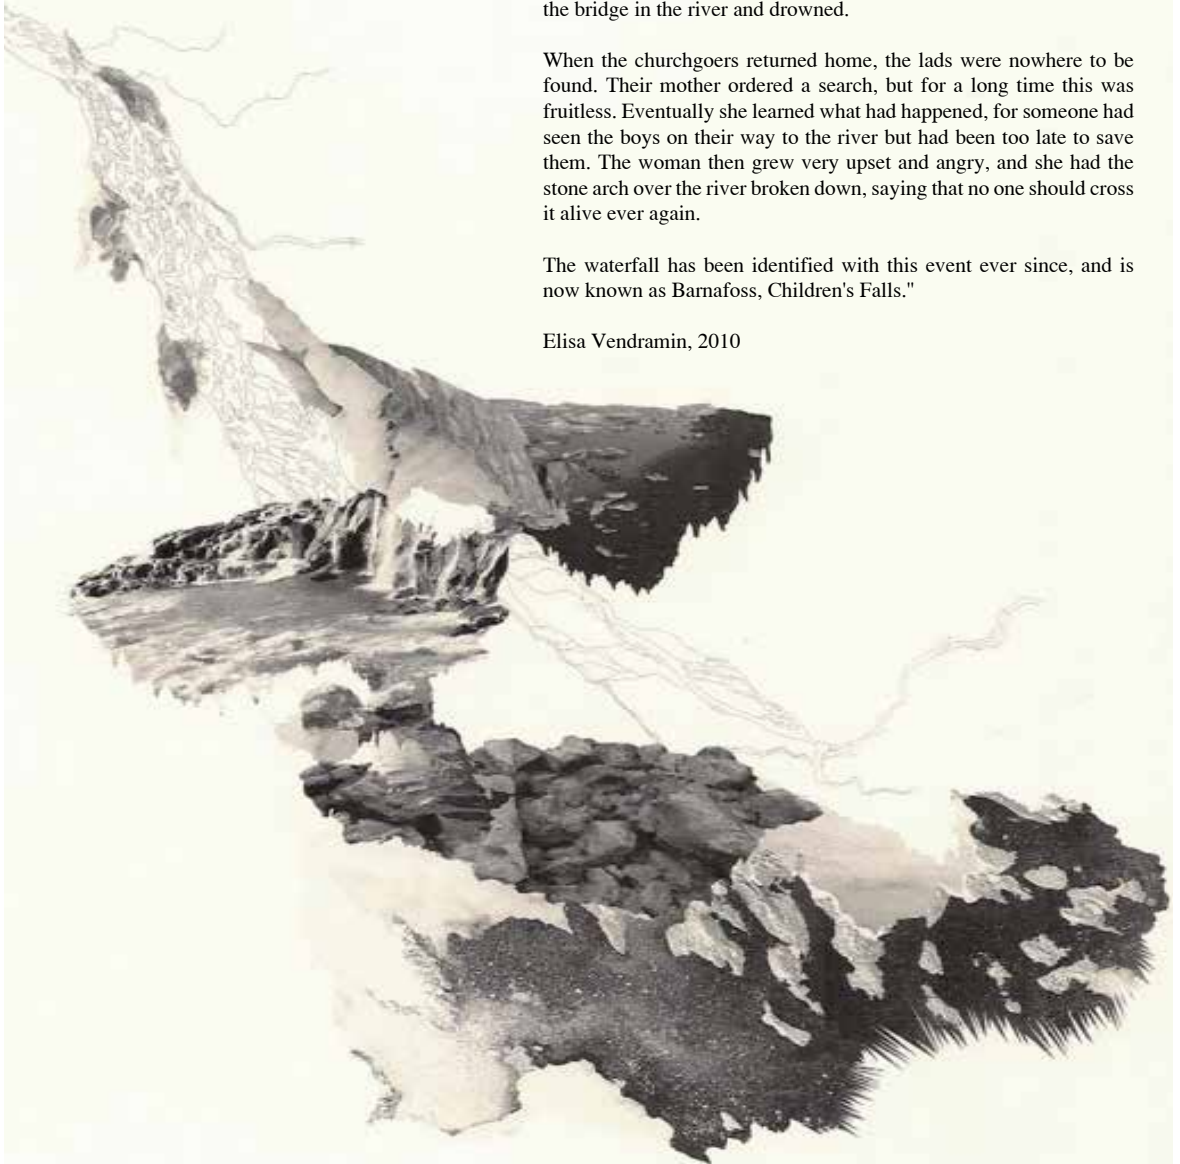 the bridge in the river and drowned.
When the churchgoers returned home, the lads were nowhere to be
found. Their mother ordered a search, but for a long time this was
fruitless. Eventually she learned what had happened, for someone had
seen the boys on their way to the river but had been too late to save
them. The woman then grew very upset and angry, and she had the
stone arch over the river broken down, saying that no one should cross
it alive ever again.
The waterfall has been identified with this event ever since, and is
now known as Barnafoss, Children's Falls."
Elisa Vendramin, 2010